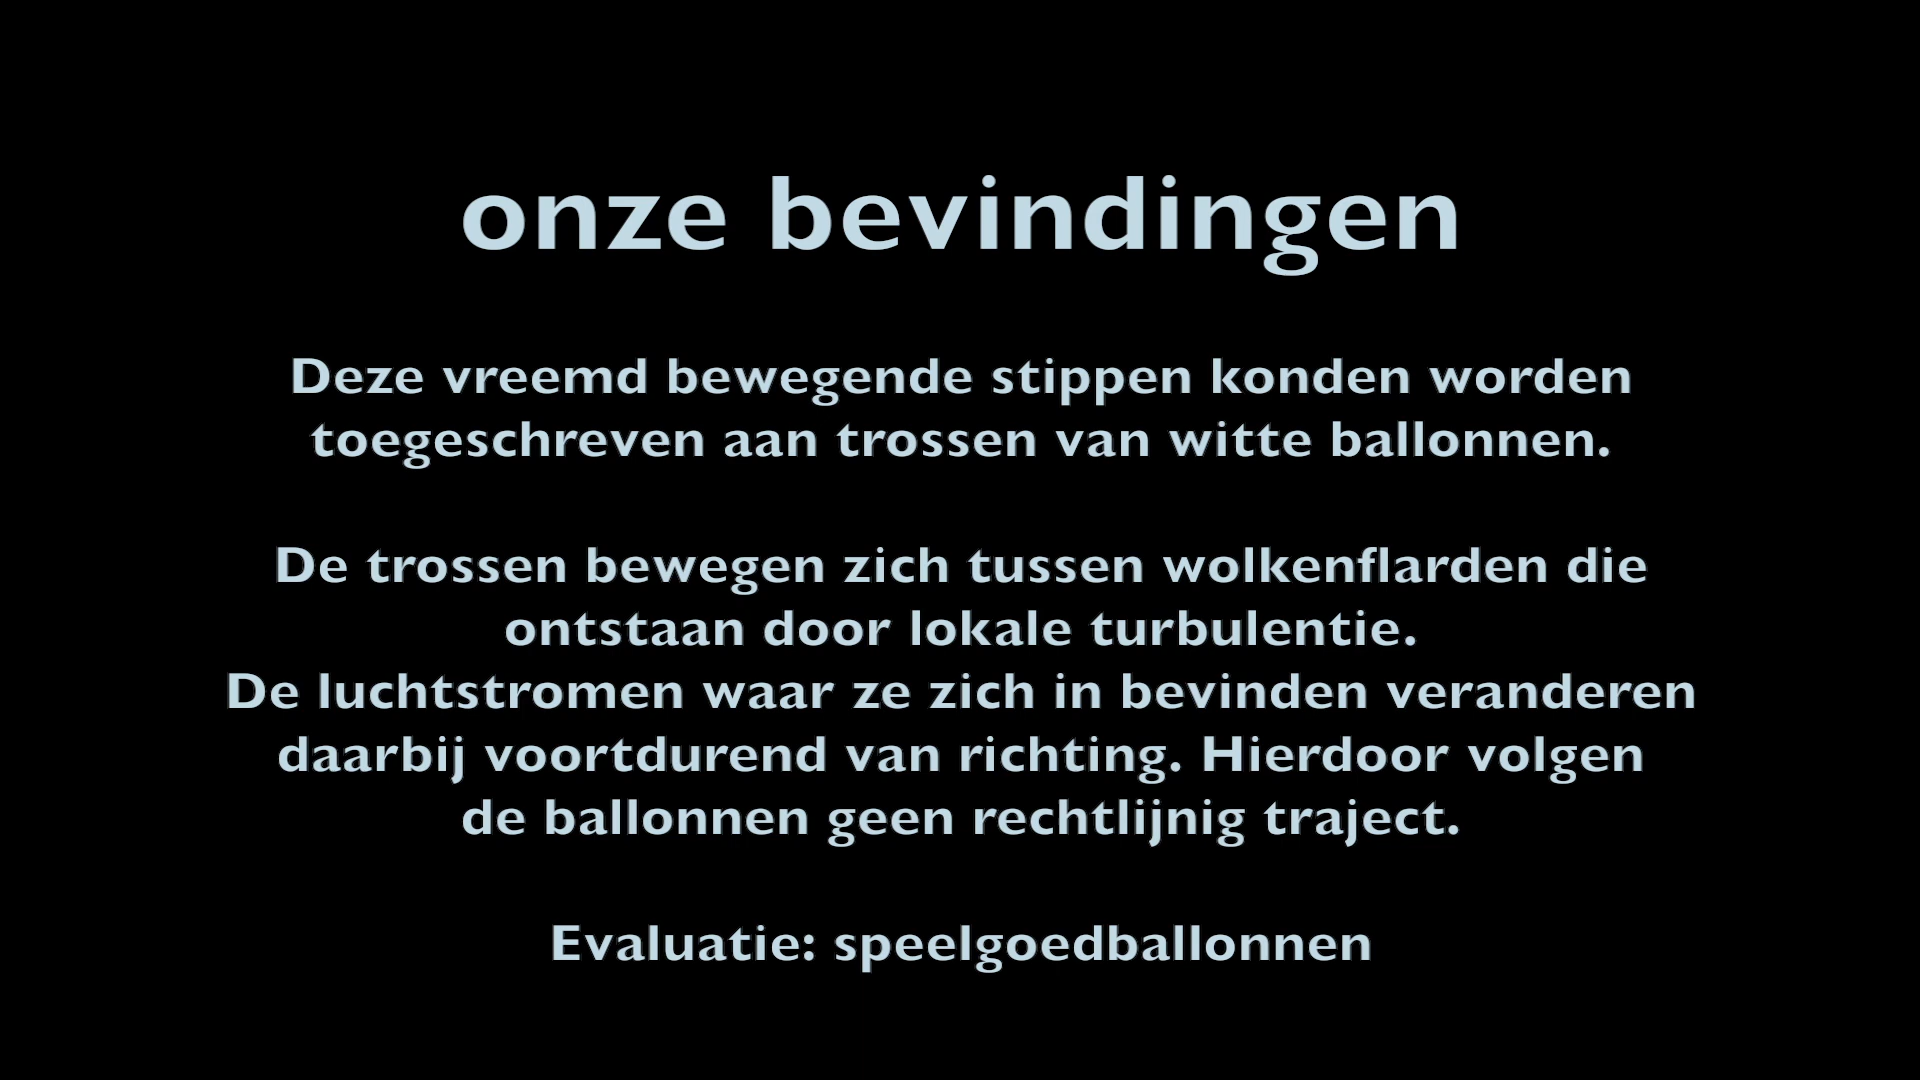 onze bevindingen
Deze vreemd bewegende stippen konden worden
toegeschreven aan trossen van witte ballonnen.
De trossen bewegen zich tussen wolkenflarden die
ontstaan door lokale turbulentie.
De luchtstromen waar ze zich in bevinden veranderen
daarbij voortdurend van richting. Hierdoor volgen
de ballonnen geen rechtlijnig traject.
Evaluatie: speelgoedballonnen